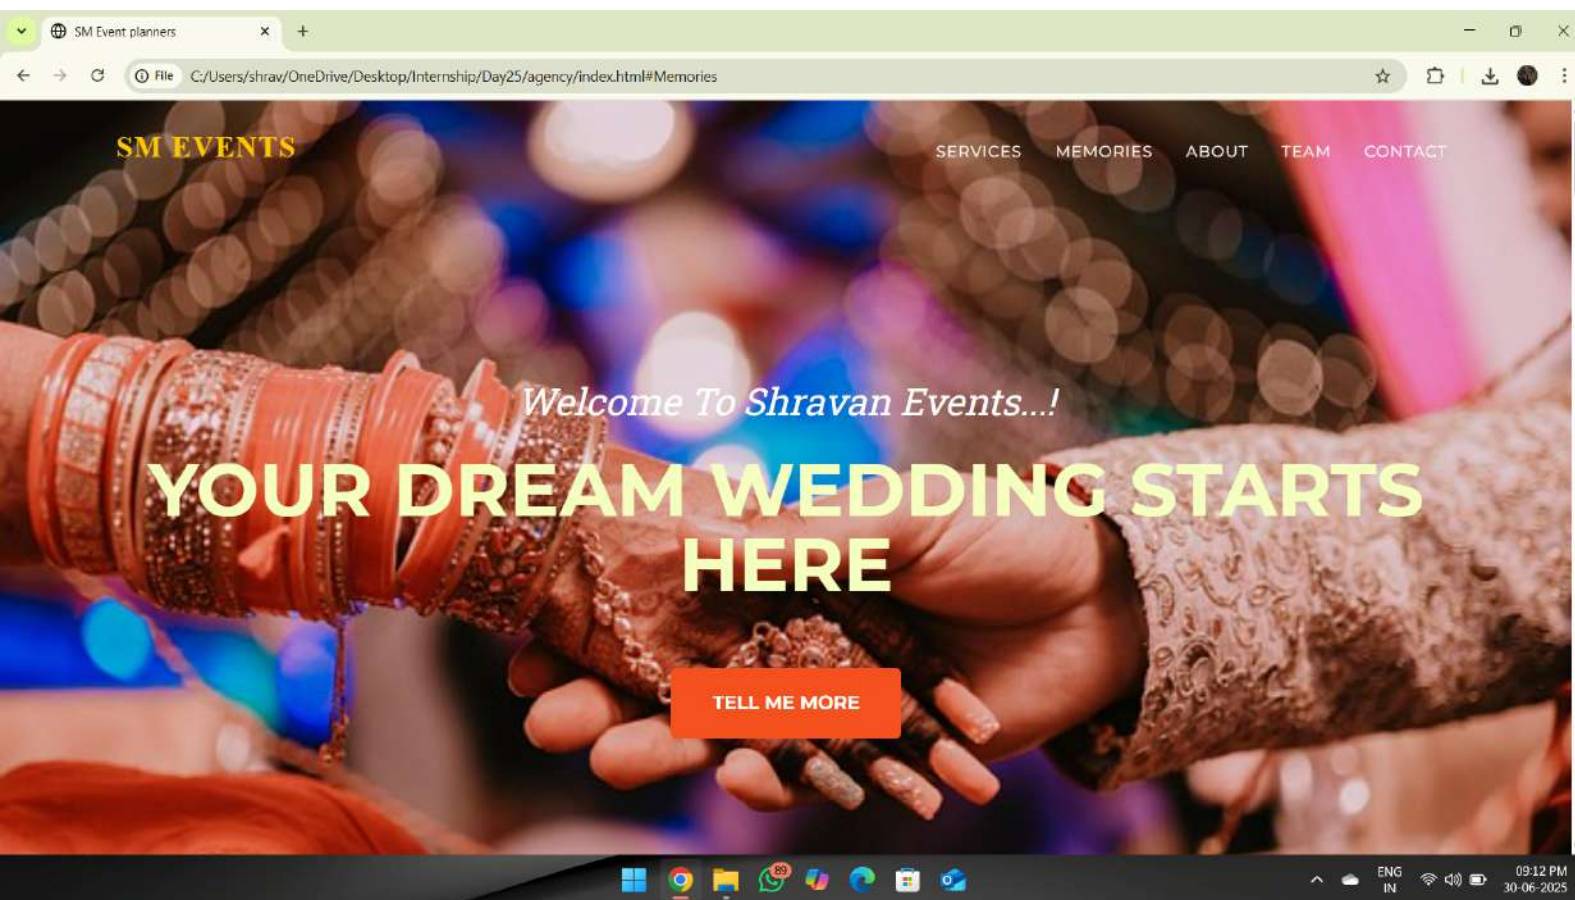 SM Event planners
File
C:/Users/shrav/OneDrive/Desktop/Internship/Day25/agency/index.html#Memories
SM EVENTS
SERVICES MEMORIES ABOUT TEAM CONTACT
Welcome To Shravan Events...!
YOUR DREAM WEDDING STARTS
HERE
TELL ME MORE
89
ENG
IN
09:12 PM
30-06-2025